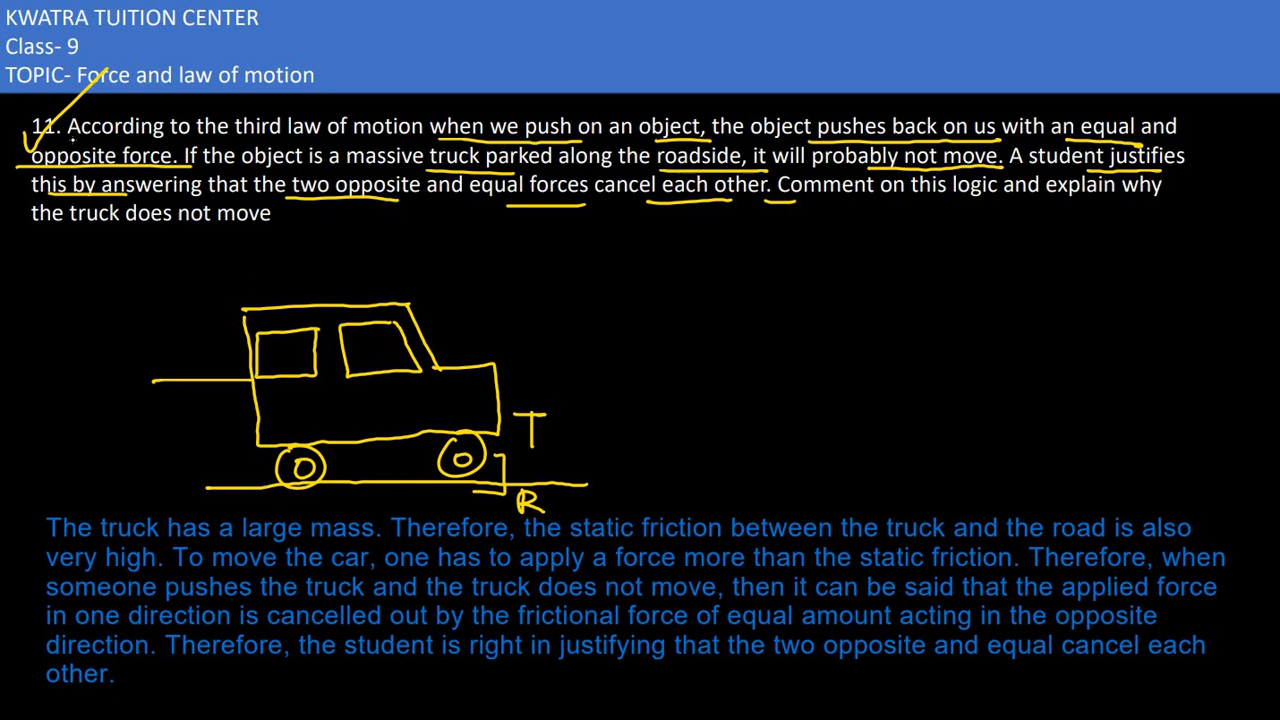 KWATRA TUITION CENTER
Class- 9
TOPIC- Force and law of motion
11. According to the third law of motion when we push on an object, the object pushes back on us with an equal and
opposite force. If the object is a massive truck parked along the roadside, it will probably not move. A student justifies
this by answering that the two opposite and equal forces cancel each other. Comment on this logic and explain why
the truck does not move
T
R
The truck has a large mass. Therefore, the static friction between the truck and the road is also
very high. To move the car, one has to apply a force more than the static friction. Therefore, when
someone pushes the truck and the truck does not move, then it can be said that the applied force
in one direction is cancelled out by the frictional force of equal amount acting in the opposite
direction. Therefore, the student is right in justifying that the two opposite and equal cancel each
other.